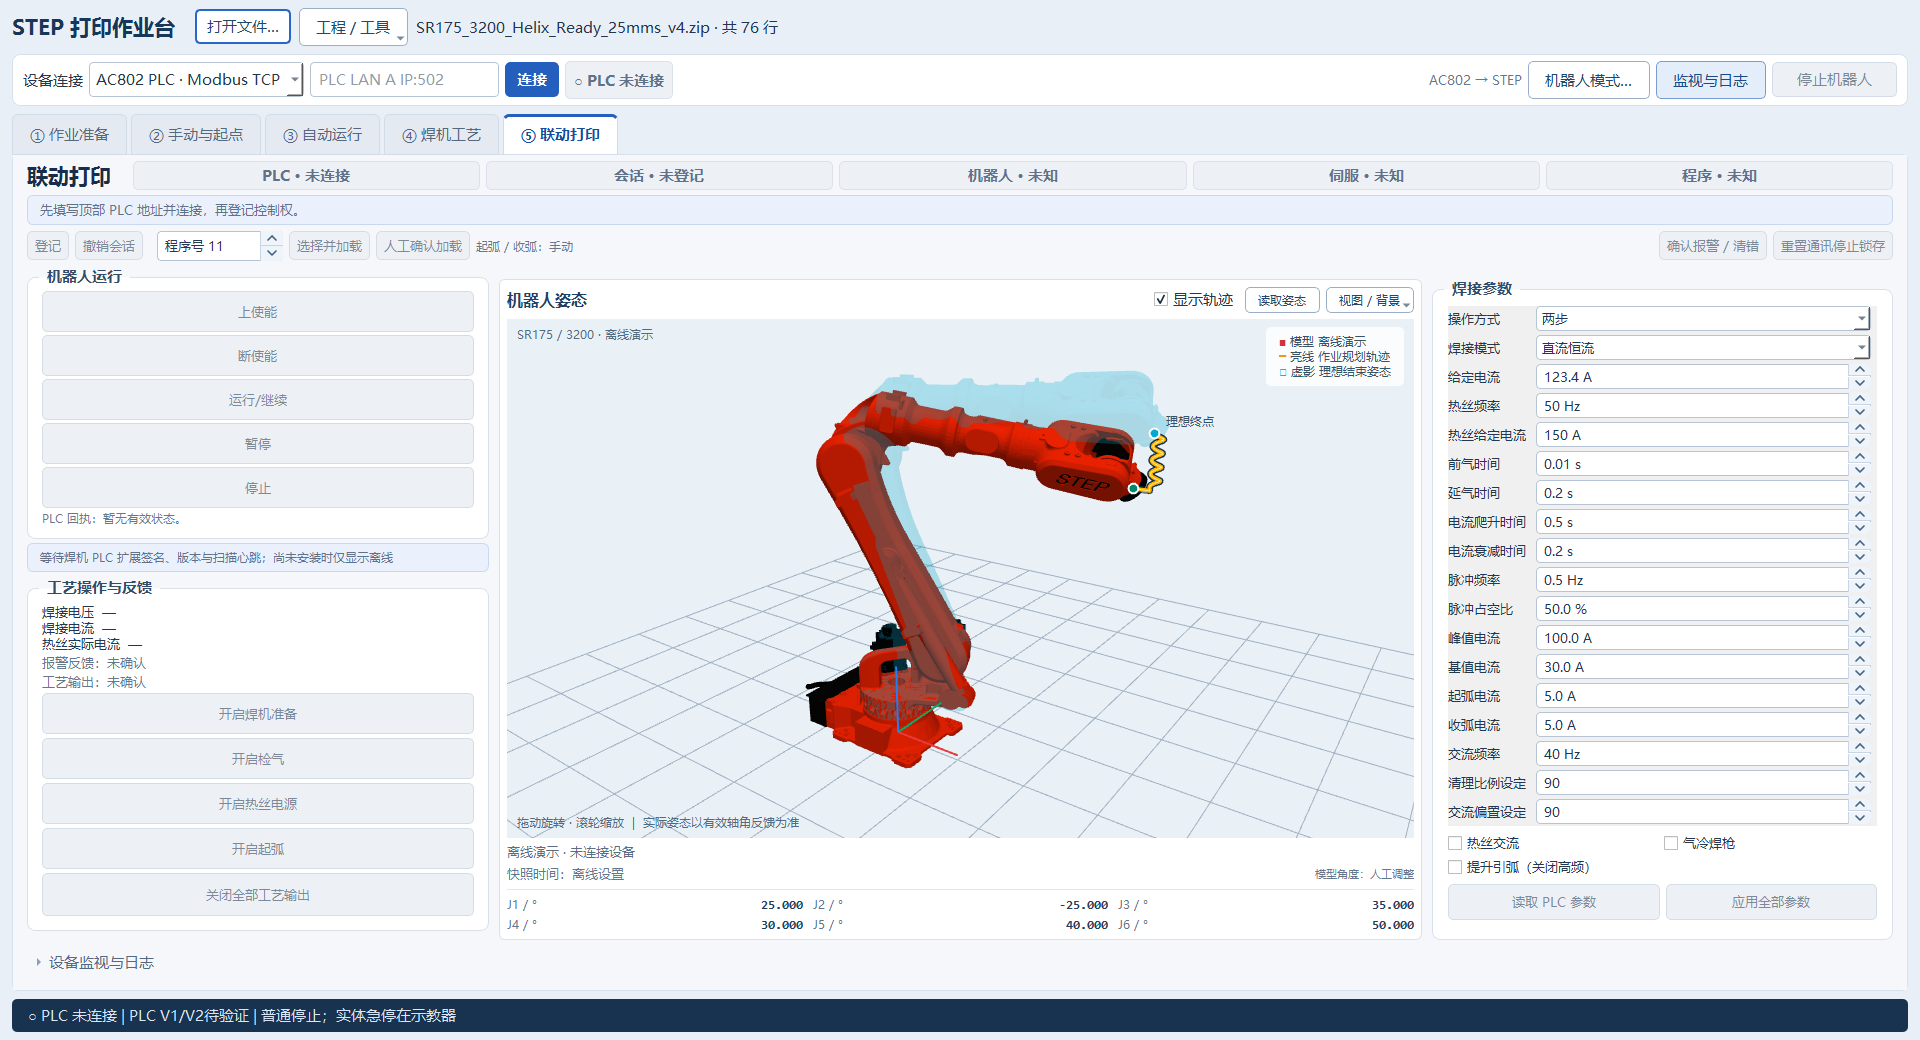 STEP 打印作业台
打开文件...
工程 / 工具
SR175_3200_Helix_Ready_25mms_v4.zip · 共 76 行
设备连接
AC802 PLC · Modbus TCP
PLC LAN A IP:502
连接
○ PLC 未连接
AC802 → STEP
机器人模式...
监视与日志
停止机器人
① 作业准备
② 手动与起点
③ 自动运行
④ 焊机工艺
⑤ 联动打印
联动打印
PLC • 未连接
会话 • 未登记
机器人 • 未知
伺服 • 未知
程序 • 未知
先填写顶部 PLC 地址并连接，再登记控制权。
登记
撤销会话
程序号 11
选择并加载
人工确认加载
起弧 / 收弧：手动
确认报警 / 清错
重置通讯停止锁存
机器人运行
上使能
断使能
运行/继续
暂停
停止
PLC 回执：暂无有效状态。
等待焊机 PLC 扩展签名、版本与扫描心跳；尚未安装时仅显示离线
工艺操作与反馈
焊接电压 —
焊接电流 —
热丝实际电流 —
报警反馈：未确认
工艺输出：未确认
开启焊机准备
开启检气
开启热丝电源
开启起弧
关闭全部工艺输出
机器人姿态
显示轨迹
读取姿态
视图 / 背景
SR175 / 3200 · 离线演示
模型 离线演示
亮线 作业规划轨迹
虚影 理想结束姿态
理想终点
STEP
拖动旋转 · 滚轮缩放 | 实际姿态以有效轴角反馈为准
离线演示 · 未连接设备
快照时间：离线设置
模型角度：人工调整
J1 / ° 25.000 J2 / ° -25.000 J3 / ° 35.000
J4 / ° 30.000 J5 / ° 40.000 J6 / ° 50.000
焊接参数
操作方式 两步
焊接模式 直流恒流
给定电流 123.4 A
热丝频率 50 Hz
热丝给定电流 150 A
前气时间 0.01 s
延气时间 0.2 s
电流爬升时间 0.5 s
电流衰减时间 0.2 s
脉冲频率 0.5 Hz
脉冲占空比 50.0 %
峰值电流 100.0 A
基值电流 30.0 A
起弧电流 5.0 A
收弧电流 5.0 A
交流频率 40 Hz
清理比例设定 90
交流偏置设定 90
热丝交流
气冷焊枪
提升引弧（关闭高频）
读取 PLC 参数
应用全部参数
设备监视与日志
○ PLC 未连接 | PLC V1/V2待验证 | 普通停止；实体急停在示教器